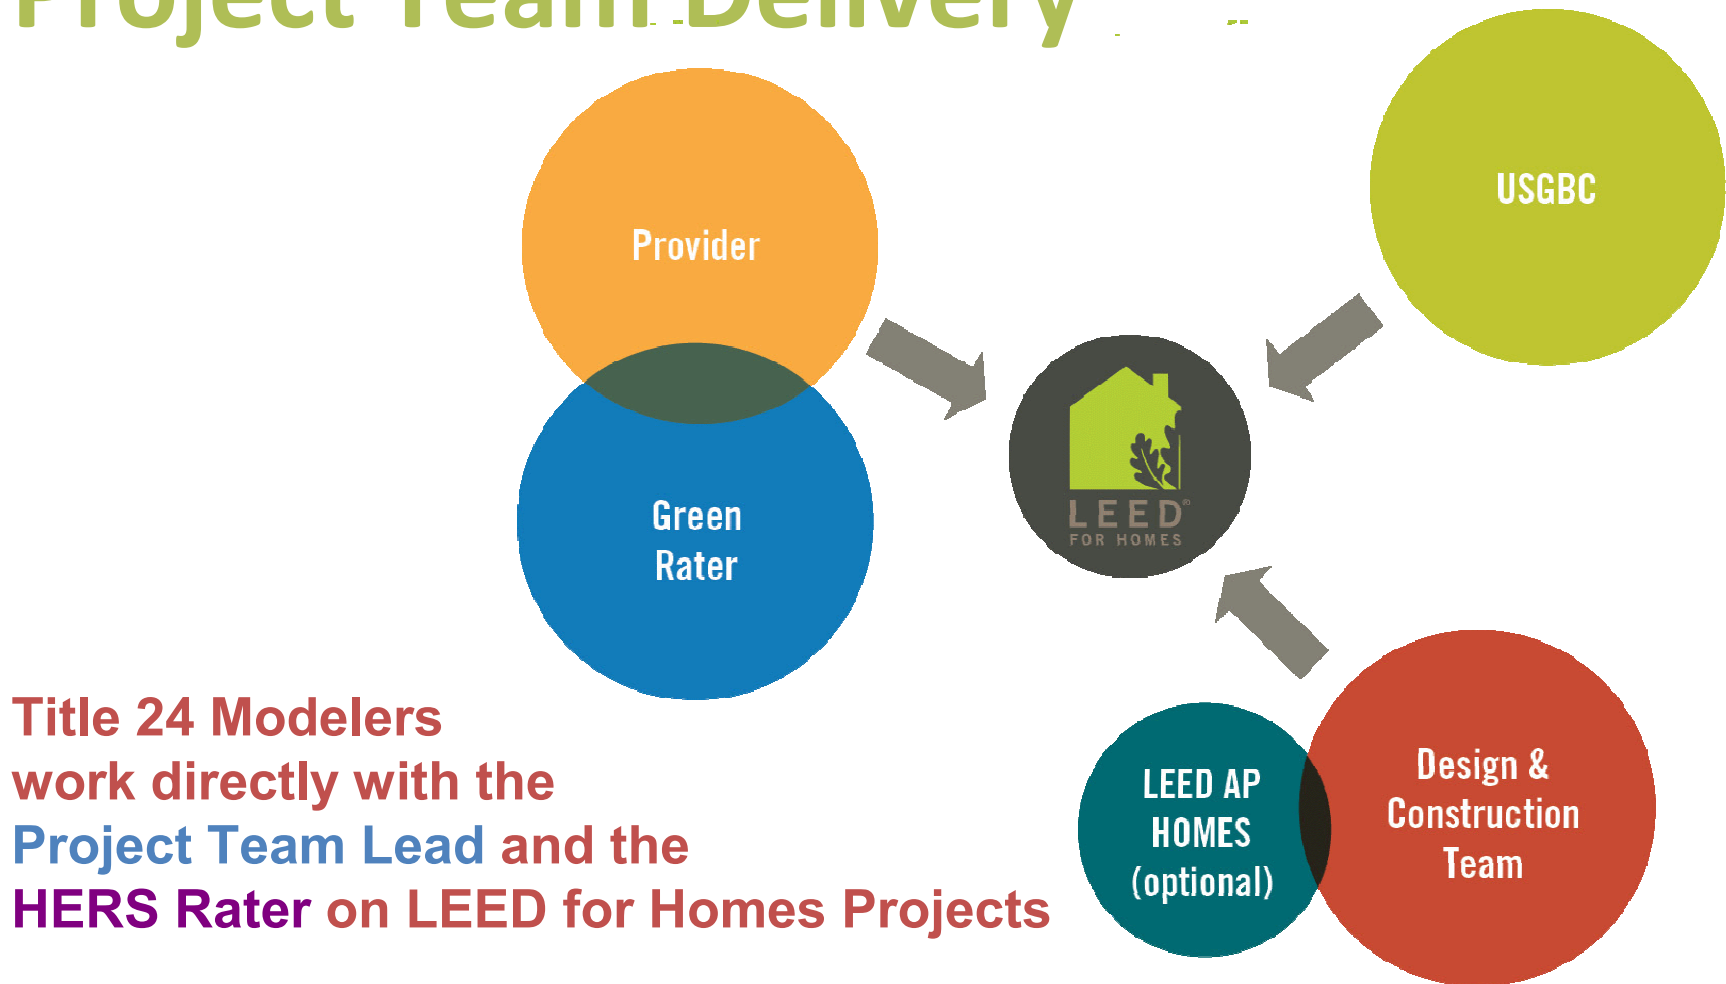 Project Team Delivery
USGBC
Provider
LEED®
FOR HOMES
Green
Rater
Title 24 Modelers
work directly with the
Project Team Lead and the
HERS Rater on LEED for Homes Projects
LEED AP
HOMES
(optional)
Design &
Construction
Team